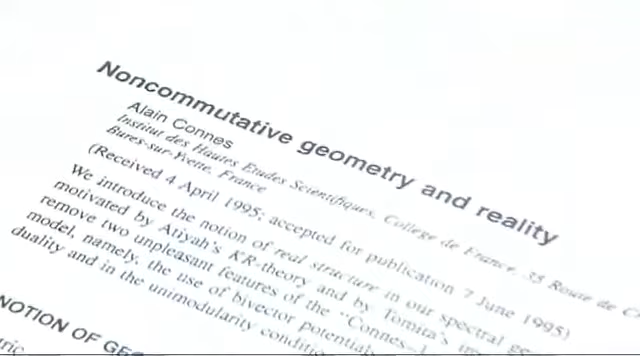 Noncommutative geometry and reality
Alain Connes
Institut des Hautes Etudes Scientifiques, College de France, 35 Route de
Bures-sur-Yvette, France
(Received 4 April 1995; accepted for publication 7 June 1995)
We introduce the notion of real structure in our spectral
motivated by Atiyah's KR-theory and by Tomita's
remove two unpleasant features of the "Connes–
model, namely, the use of bivector potentials
duality and in the unimodularity
NOTION OF